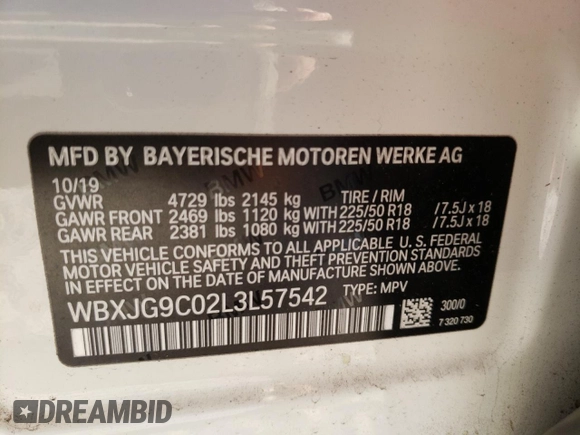 MFD BY BAYERISCHE MOTOREN WERKE AG
10/19
GVWR 4729 lbs 2145 kg TIRE / RIM
GAWR FRONT 2469 lbs 1120 kg WITH 225/50 R18 /7.5J x 18
GAWR REAR 2381 lbs 1080 kg WITH 225/50 R18 /7.5J x 18
THIS VEHICLE CONFORMS TO ALL APPLICABLE U.S. FEDERAL
MOTOR VEHICLE SAFETY AND THEFT PREVENTION STANDARDS
IN EFFECT ON THE DATE OF MANUFACTURE SHOWN ABOVE.
WBXJG9C02L3L57542 TYPE: MPV
300/0
7 320 730
DREAMBID